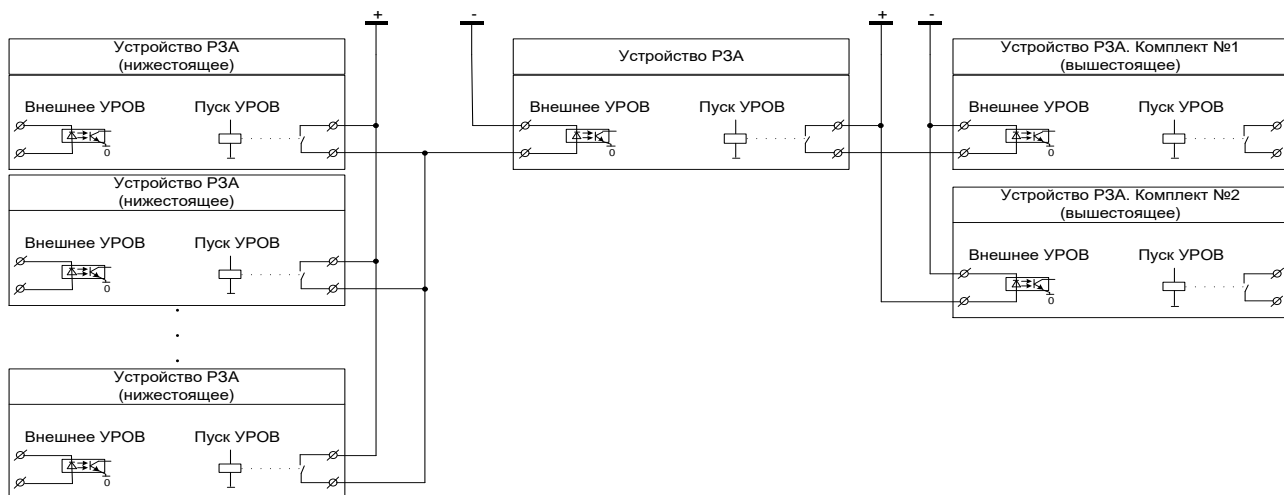 +
-
+
-
Устройство РЗА
(нижестоящее)
Внешнее УРОВ
Пуск УРОВ
0
Устройство РЗА
Внешнее УРОВ
Пуск УРОВ
0
Устройство РЗА. Комплект №1
(вышестоящее)
Внешнее УРОВ
Пуск УРОВ
0
Устройство РЗА
(нижестоящее)
Внешнее УРОВ
Пуск УРОВ
0
Устройство РЗА. Комплект №2
(вышестоящее)
Внешнее УРОВ
Пуск УРОВ
0
Устройство РЗА
(нижестоящее)
Внешнее УРОВ
Пуск УРОВ
0